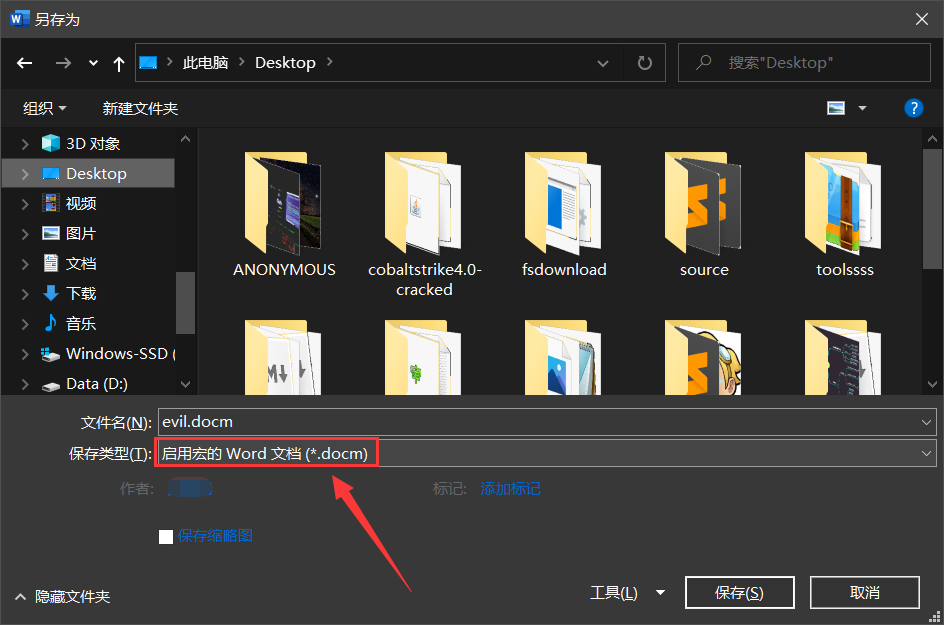 另存为
此电脑 Desktop
搜索"Desktop"
组织 新建文件夹
3D 对象
Desktop
视频
图片
文档
下载
音乐
Windows-SSD (
Data (D:)
ANONYMOUS
cobaltstrike4.0-
cracked
fsdownload
source
toolssss
文件名(N): evil.docm
保存类型(T): 启用宏的 Word 文档 (*.docm)
作者:
标记: 添加标记
保存缩略图
隐藏文件夹
工具(L) 保存(S) 取消